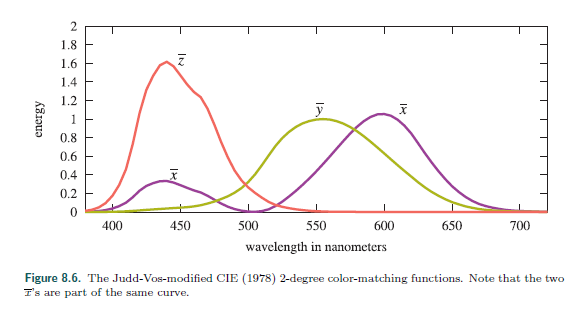 2
1.8
1.6
1.4
1.2
1
0.8
0.6
0.4
0.2
0
energy
z̅
x̅
y̅
x̅
400 450 500 550 600 650 700
wavelength in nanometers
Figure 8.6. The Judd-Vos-modified CIE (1978) 2-degree color-matching functions. Note that the two
x̅'s are part of the same curve.